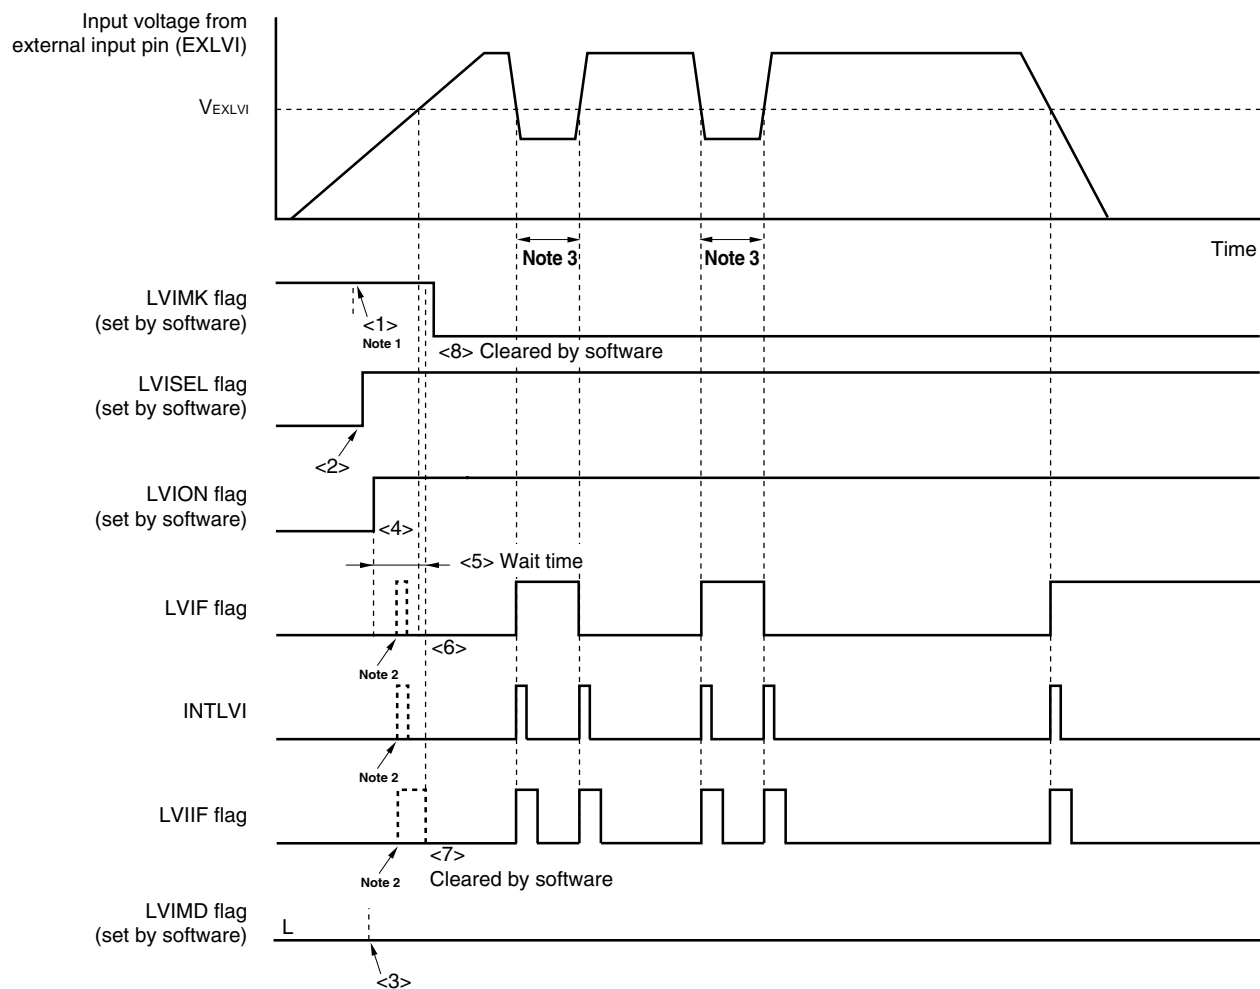 Input voltage from
external input pin (EXLVI)
VEXLVI
Time
Note 3
Note 3
LVIMK flag
(set by software)
<1>
Note 1
<8> Cleared by software
LVISEL flag
(set by software)
<2>
LVION flag
(set by software)
<4>
<5> Wait time
LVIF flag
<6>
Note 2
INTLVI
Note 2
LVIIF flag
<7>
Cleared by software
Note 2
LVIMD flag
(set by software)
L
<3>